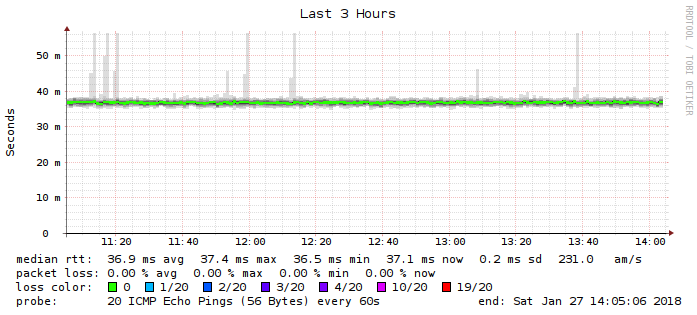 Last 3 Hours
RRDTOOL / TOBI OETIKER
Seconds
50 m
40 m
30 m
20 m
10 m
0
11:20 11:40 12:00 12:20 12:40 13:00 13:20 13:40 14:00
median rtt: 36.9 ms avg 37.4 ms max 36.5 ms min 37.1 ms now 0.2 ms sd 231.0 am/s
packet loss: 0.00 % avg 0.00 % max 0.00 % min 0.00 % now
loss color: 0 1/20 2/20 3/20 4/20 10/20 19/20
probe: 20 ICMP Echo Pings (56 Bytes) every 60s end: Sat Jan 27 14:05:06 2018